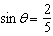 sin θ = 2/5